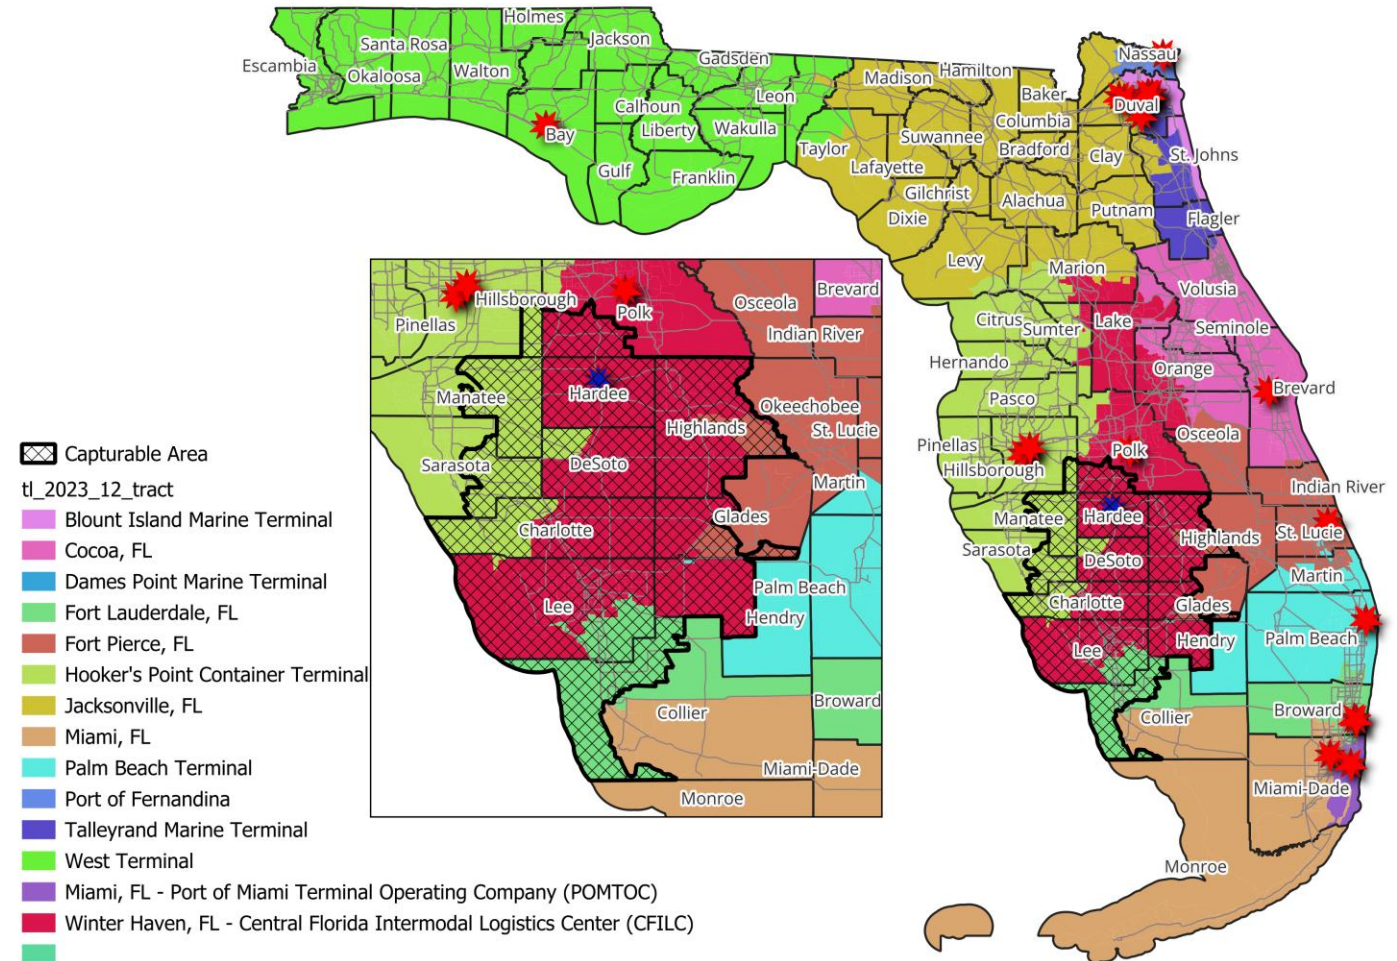 Holmes
Jackson
Santa Rosa
Escambia
Okaloosa
Walton
Gadsden
Leon
Calhoun
Liberty
Wakulla
Bay
Gulf
Franklin
Madison
Hamilton
Nassau
Baker
Duval
Columbia
Suwannee
Taylor
Bradford
Clay
St. Johns
Lafayette
Gilchrist
Alachua
Putnam
Dixie
Flagler
Levy
Marion
Volusia
Citrus
Sumter
Lake
Seminole
Hernando
Orange
Pasco
Brevard
Pinellas
Hillsborough
Polk
Osceola
Indian River
Manatee
Hardee
Sarasota
Highlands
St. Lucie
DeSoto
Martin
Charlotte
Glades
Lee
Hendry
Palm Beach
Collier
Broward
Miami-Dade
Monroe
Hillsborough
Pinellas
Polk
Osceola
Brevard
Indian River
Manatee
Hardee
Okeechobee
Highlands
St. Lucie
Sarasota
DeSoto
Martin
Charlotte
Glades
Lee
Palm Beach
Hendry
Collier
Broward
Miami-Dade
Monroe
Capturable Area
tl_2023_12_tract
Blount Island Marine Terminal
Cocoa, FL
Dames Point Marine Terminal
Fort Lauderdale, FL
Fort Pierce, FL
Hooker's Point Container Terminal
Jacksonville, FL
Miami, FL
Palm Beach Terminal
Port of Fernandina
Talleyrand Marine Terminal
West Terminal
Miami, FL - Port of Miami Terminal Operating Company (POMTOC)
Winter Haven, FL - Central Florida Intermodal Logistics Center (CFILC)